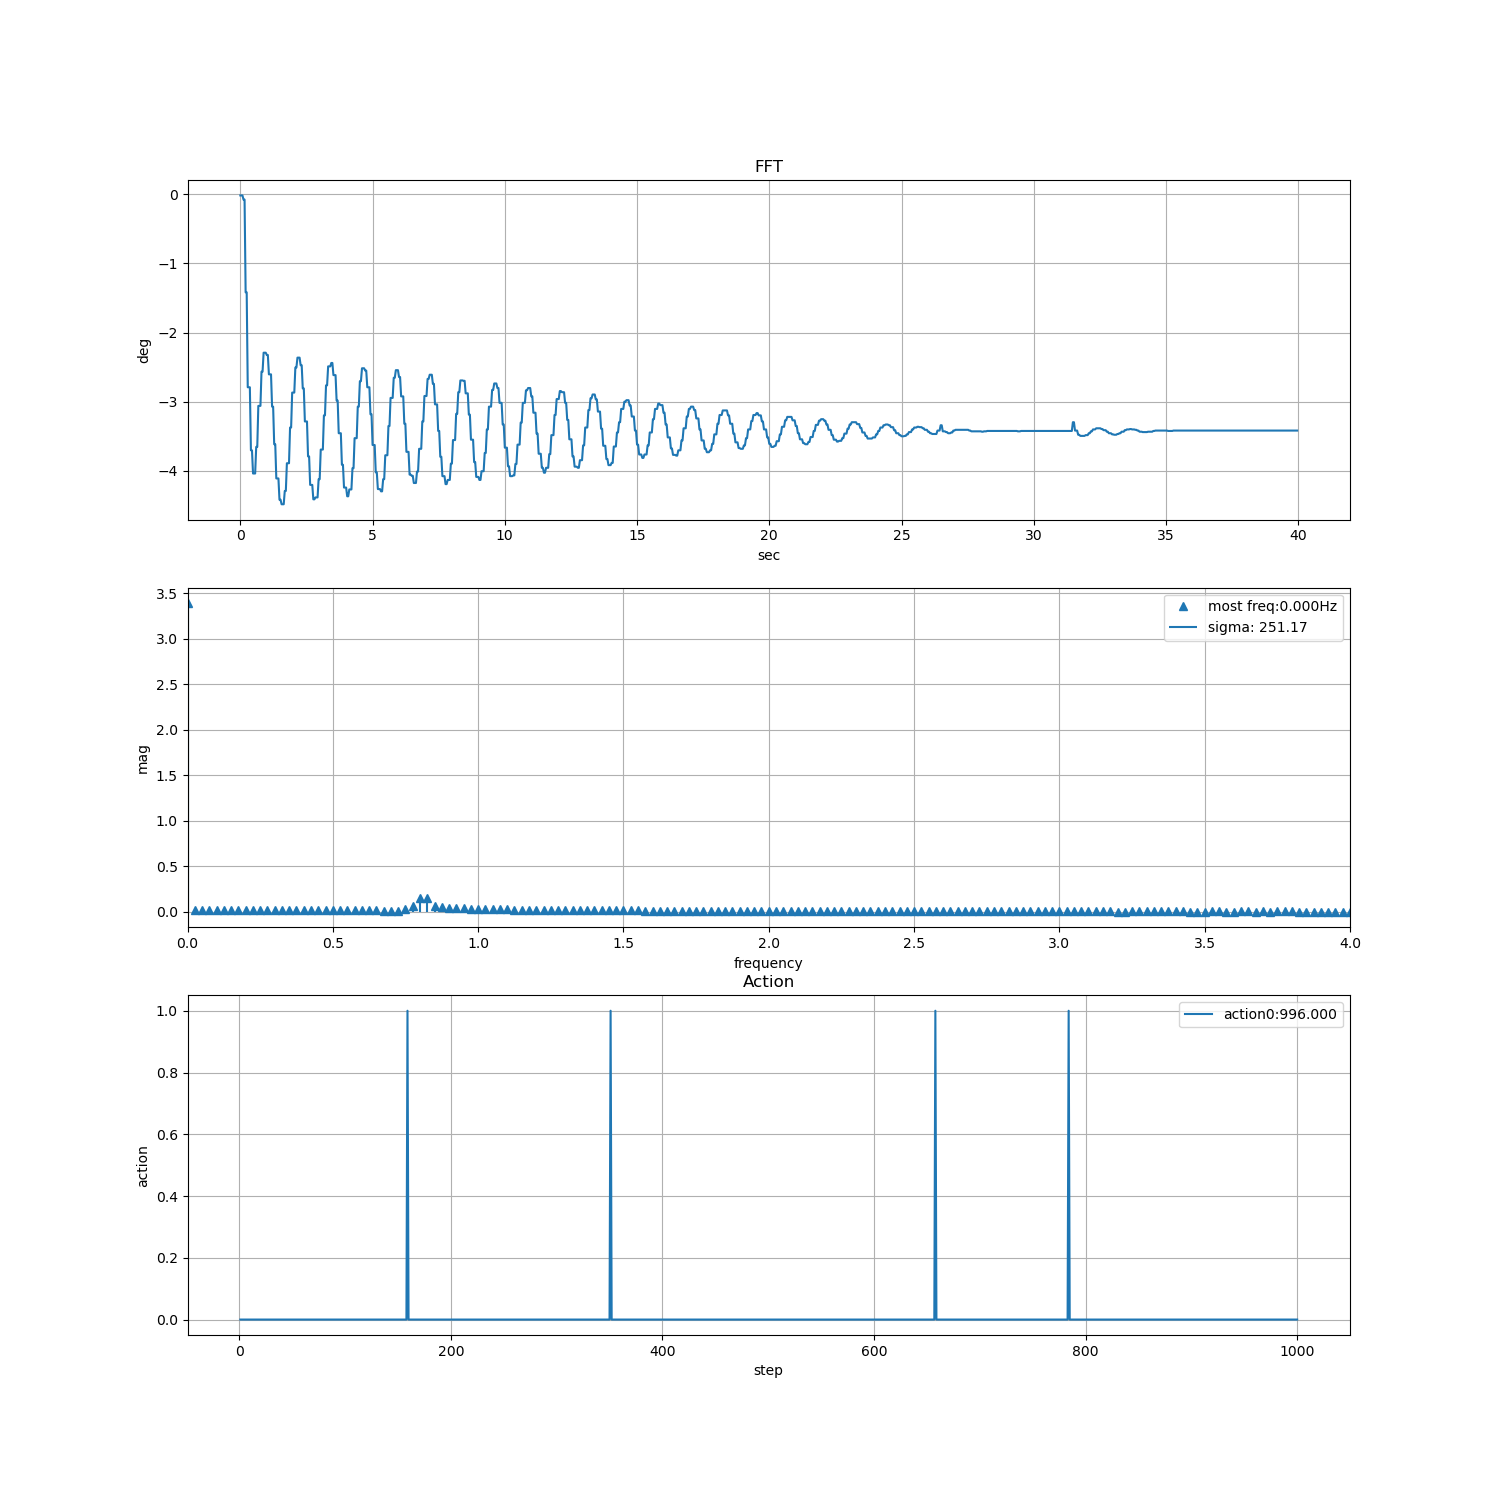 FFT
0
−1
−2
−3
−4
deg
0 5 10 15 20 25 30 35 40
sec
3.5
3.0
2.5
2.0
1.5
1.0
0.5
0.0
mag
most freq:0.000Hz
sigma: 251.17
0.0 0.5 1.0 1.5 2.0 2.5 3.0 3.5 4.0
frequency
Action
1.0
0.8
0.6
0.4
0.2
0.0
action
action0:996.000
0 200 400 600 800 1000
step